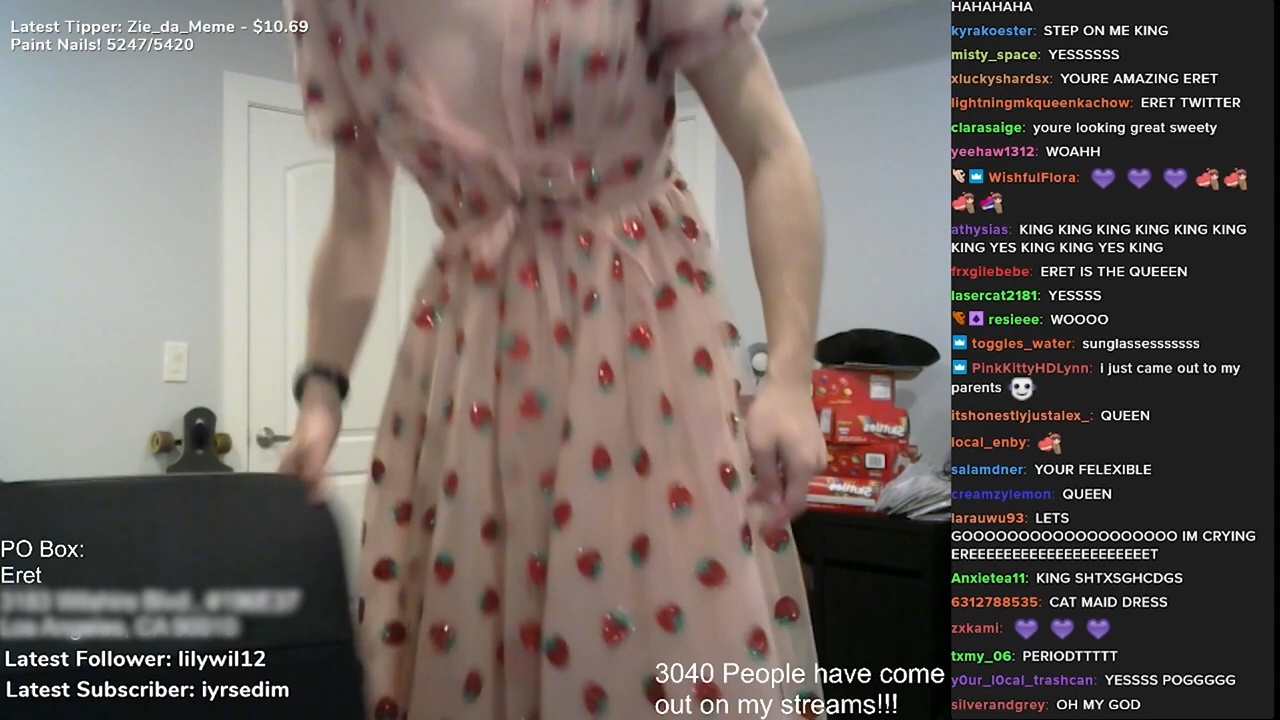 Latest Tipper: Zie_da_Meme - $10.69
Paint Nails! 5247/5420
PO Box:
Eret
Latest Follower: lilywil12
Latest Subscriber: iyrsedim
3040 People have come
out on my streams!!!
Skittles
HAHAHAHA
kyrakoester: STEP ON ME KING
misty_space: YESSSSSS
xluckyshardsx: YOURE AMAZING ERET
lightningmkqueenkachow: ERET TWITTER
clarasaige: youre looking great sweety
yeehaw1312: WOAHH
WishfulFlora:
athysias: KING KING KING KING KING KING
KING YES KING KING YES KING
frxgilebebe: ERET IS THE QUEEEN
lasercat2181: YESSSS
resieee: WOOOO
toggles_water: sunglassesssssss
PinkKittyHDLynn: i just came out to my
parents
itshonestlyjustalex_: QUEEN
local_enby:
salamdner: YOUR FELEXIBLE
creamzylemon: QUEEN
larauwu93: LETS
GOOOOOOOOOOOOOOOOOO IM CRYING
EREEEEEEEEEEEEEEEEEEEEET
Anxietea11: KING SHTXSGHCDGS
6312788535: CAT MAID DRESS
zxkami:
txmy_06: PERIODTTTTT
y0ur_l0cal_trashcan: YESSSS POGGGGG
silverandgrey: OH MY GOD